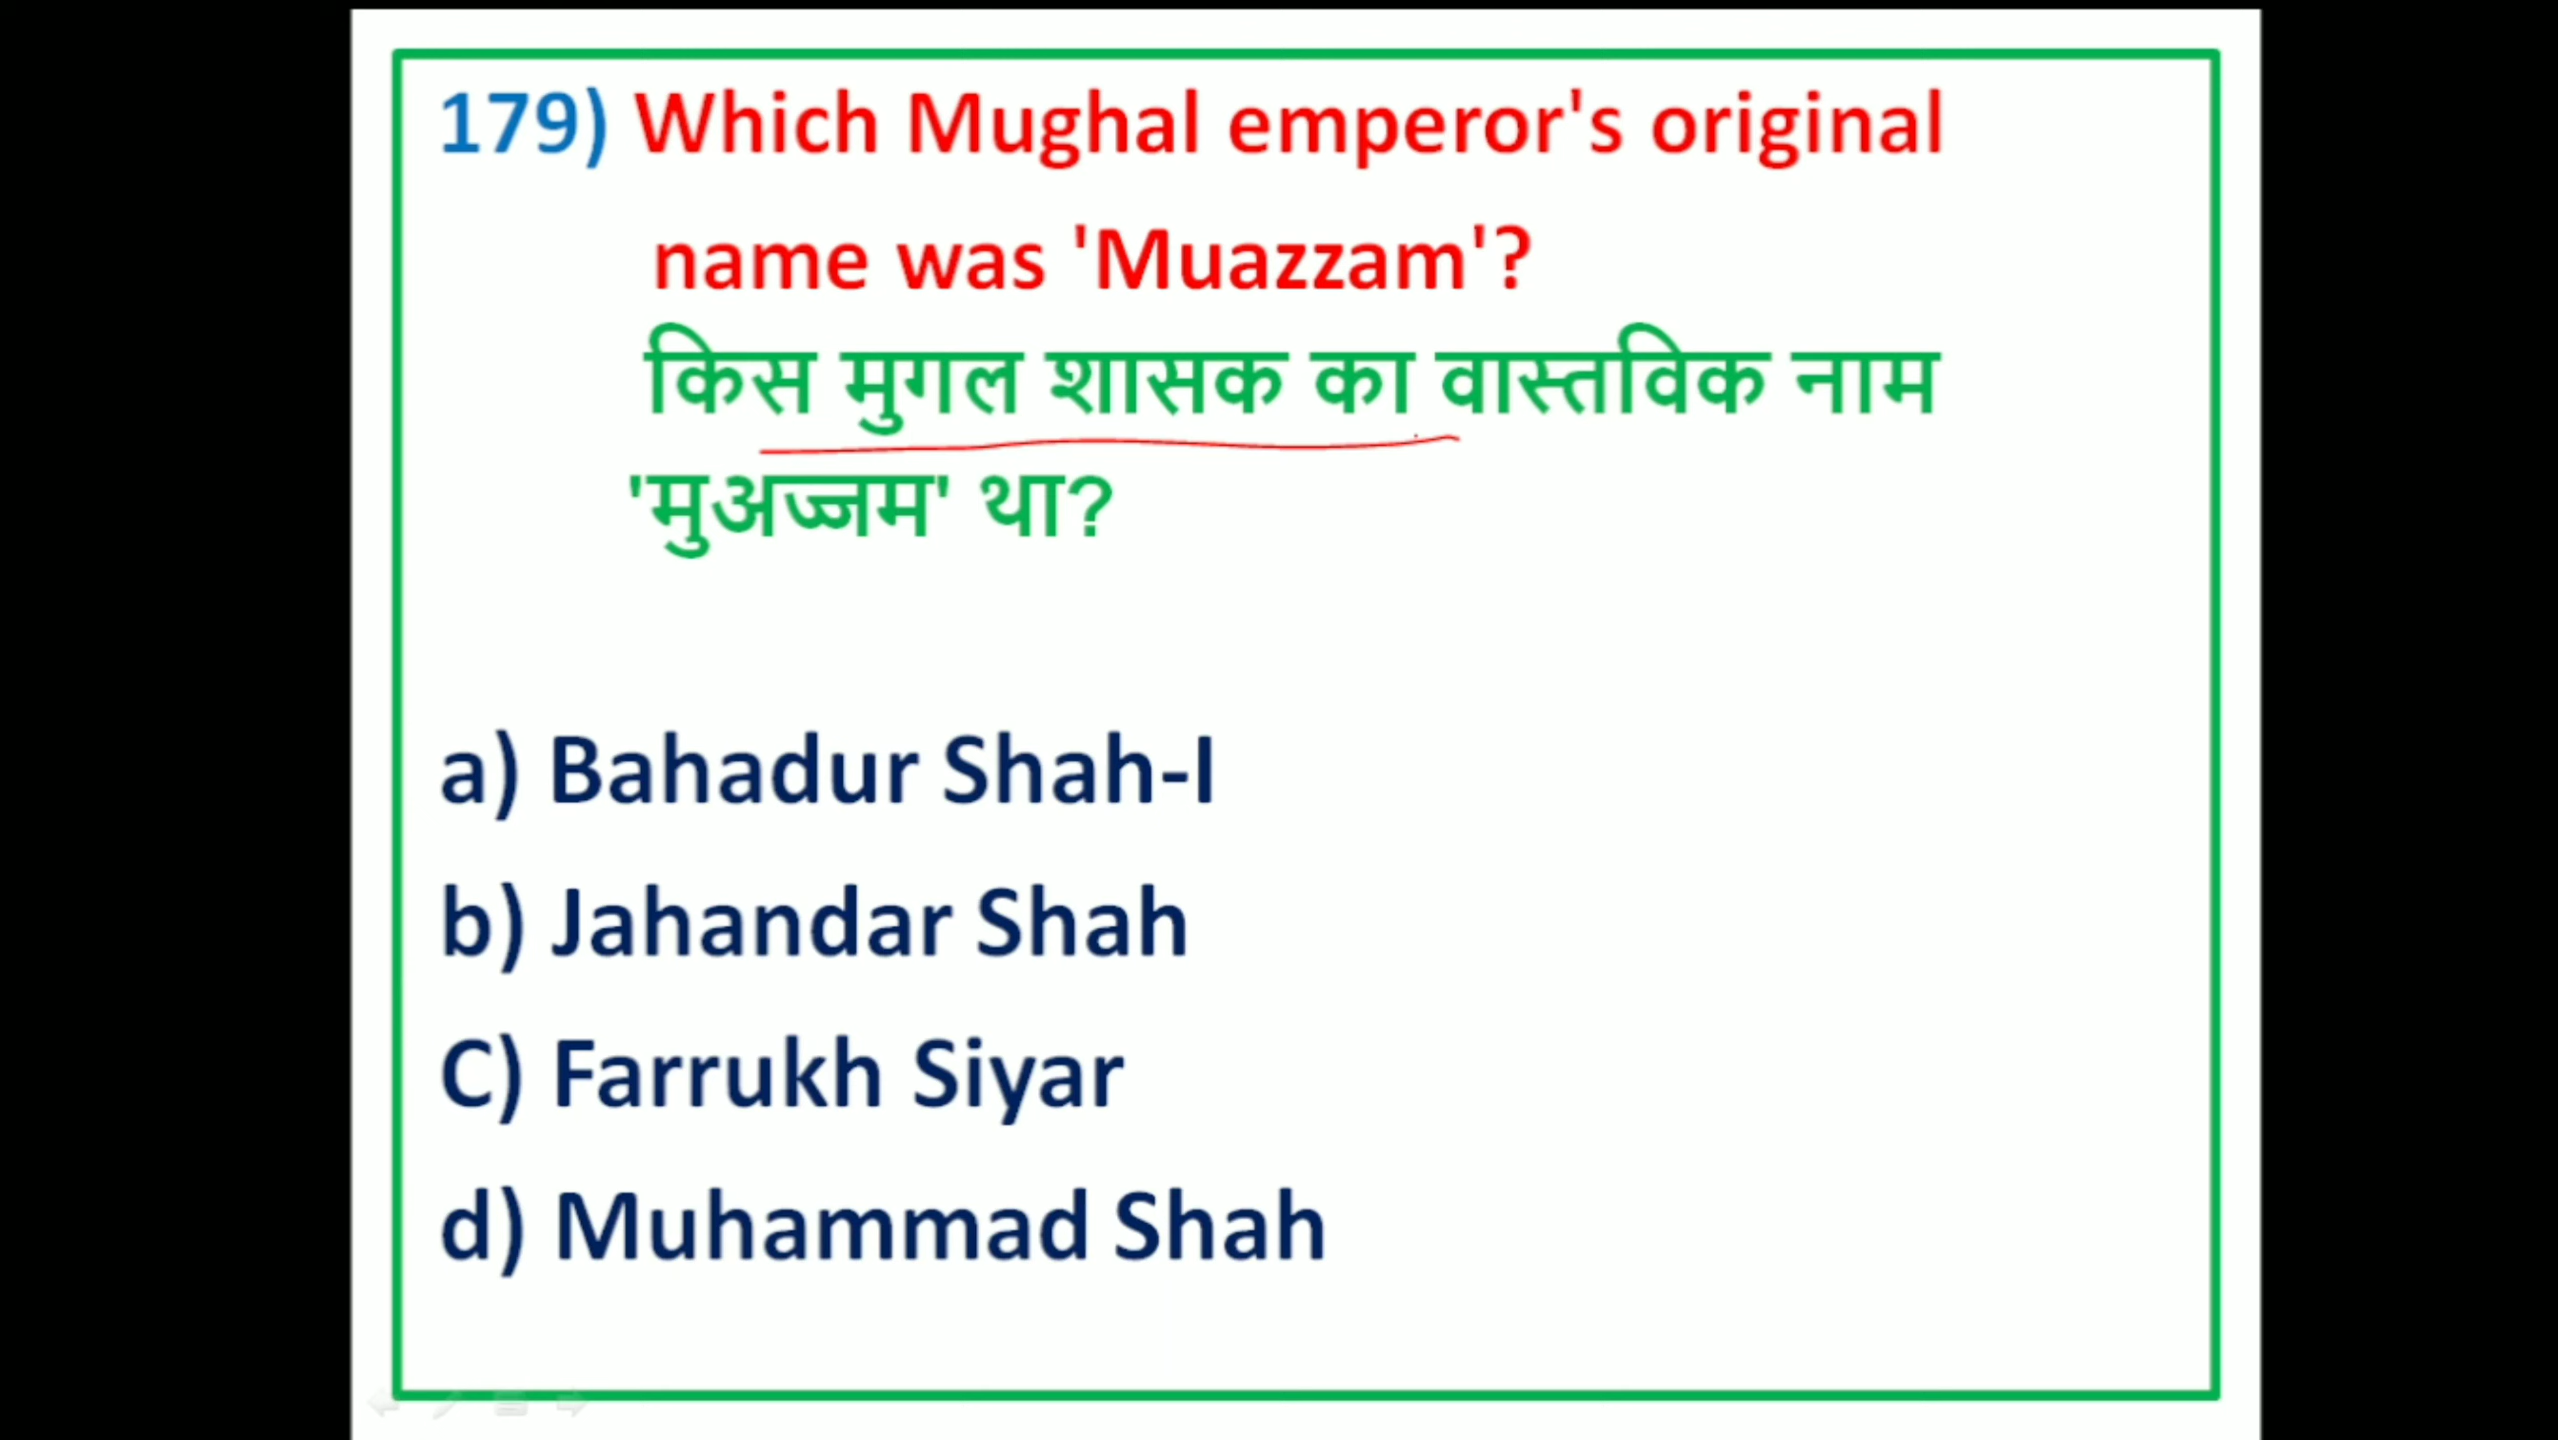 179) Which Mughal emperor's original
name was 'Muazzam'?
किस मुगल शासक का वास्तविक नाम
'मुअज्जम' था?
a) Bahadur Shah-I
b) Jahandar Shah
C) Farrukh Siyar
d) Muhammad Shah